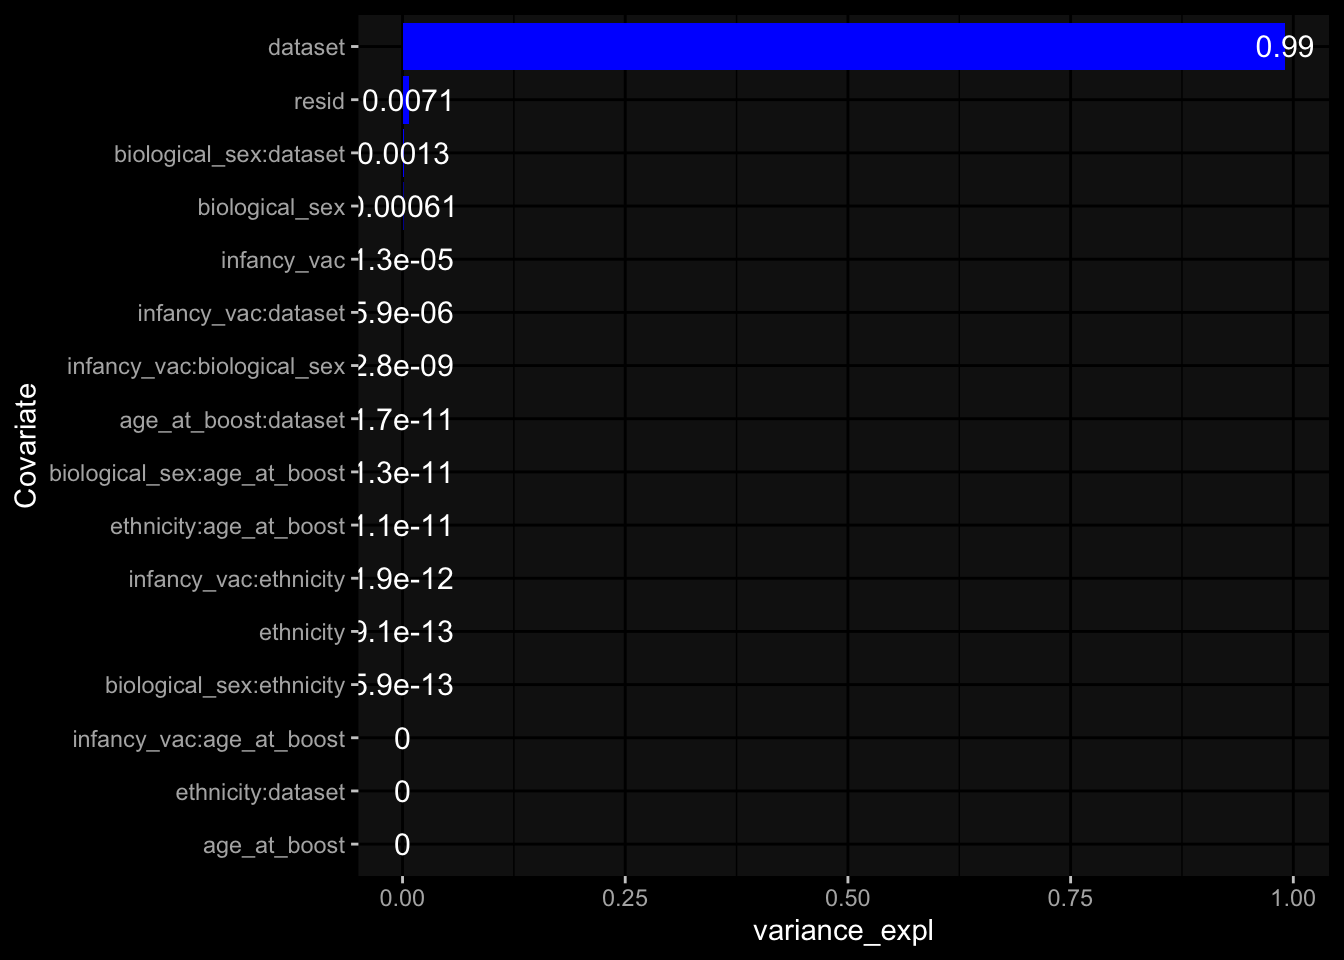 dataset 0.99
resid 0.0071
biological_sex:dataset 0.0013
biological_sex 0.00061
infancy_vac 1.3e-05
infancy_vac:dataset 5.9e-06
infancy_vac:biological_sex 2.8e-09
age_at_boost:dataset 1.7e-11
biological_sex:age_at_boost 1.3e-11
ethnicity:age_at_boost 1.1e-11
infancy_vac:ethnicity 1.9e-12
ethnicity 9.1e-13
biological_sex:ethnicity 5.9e-13
infancy_vac:age_at_boost 0
ethnicity:dataset 0
age_at_boost 0
Covariate
0.00 0.25 0.50 0.75 1.00
variance_expl